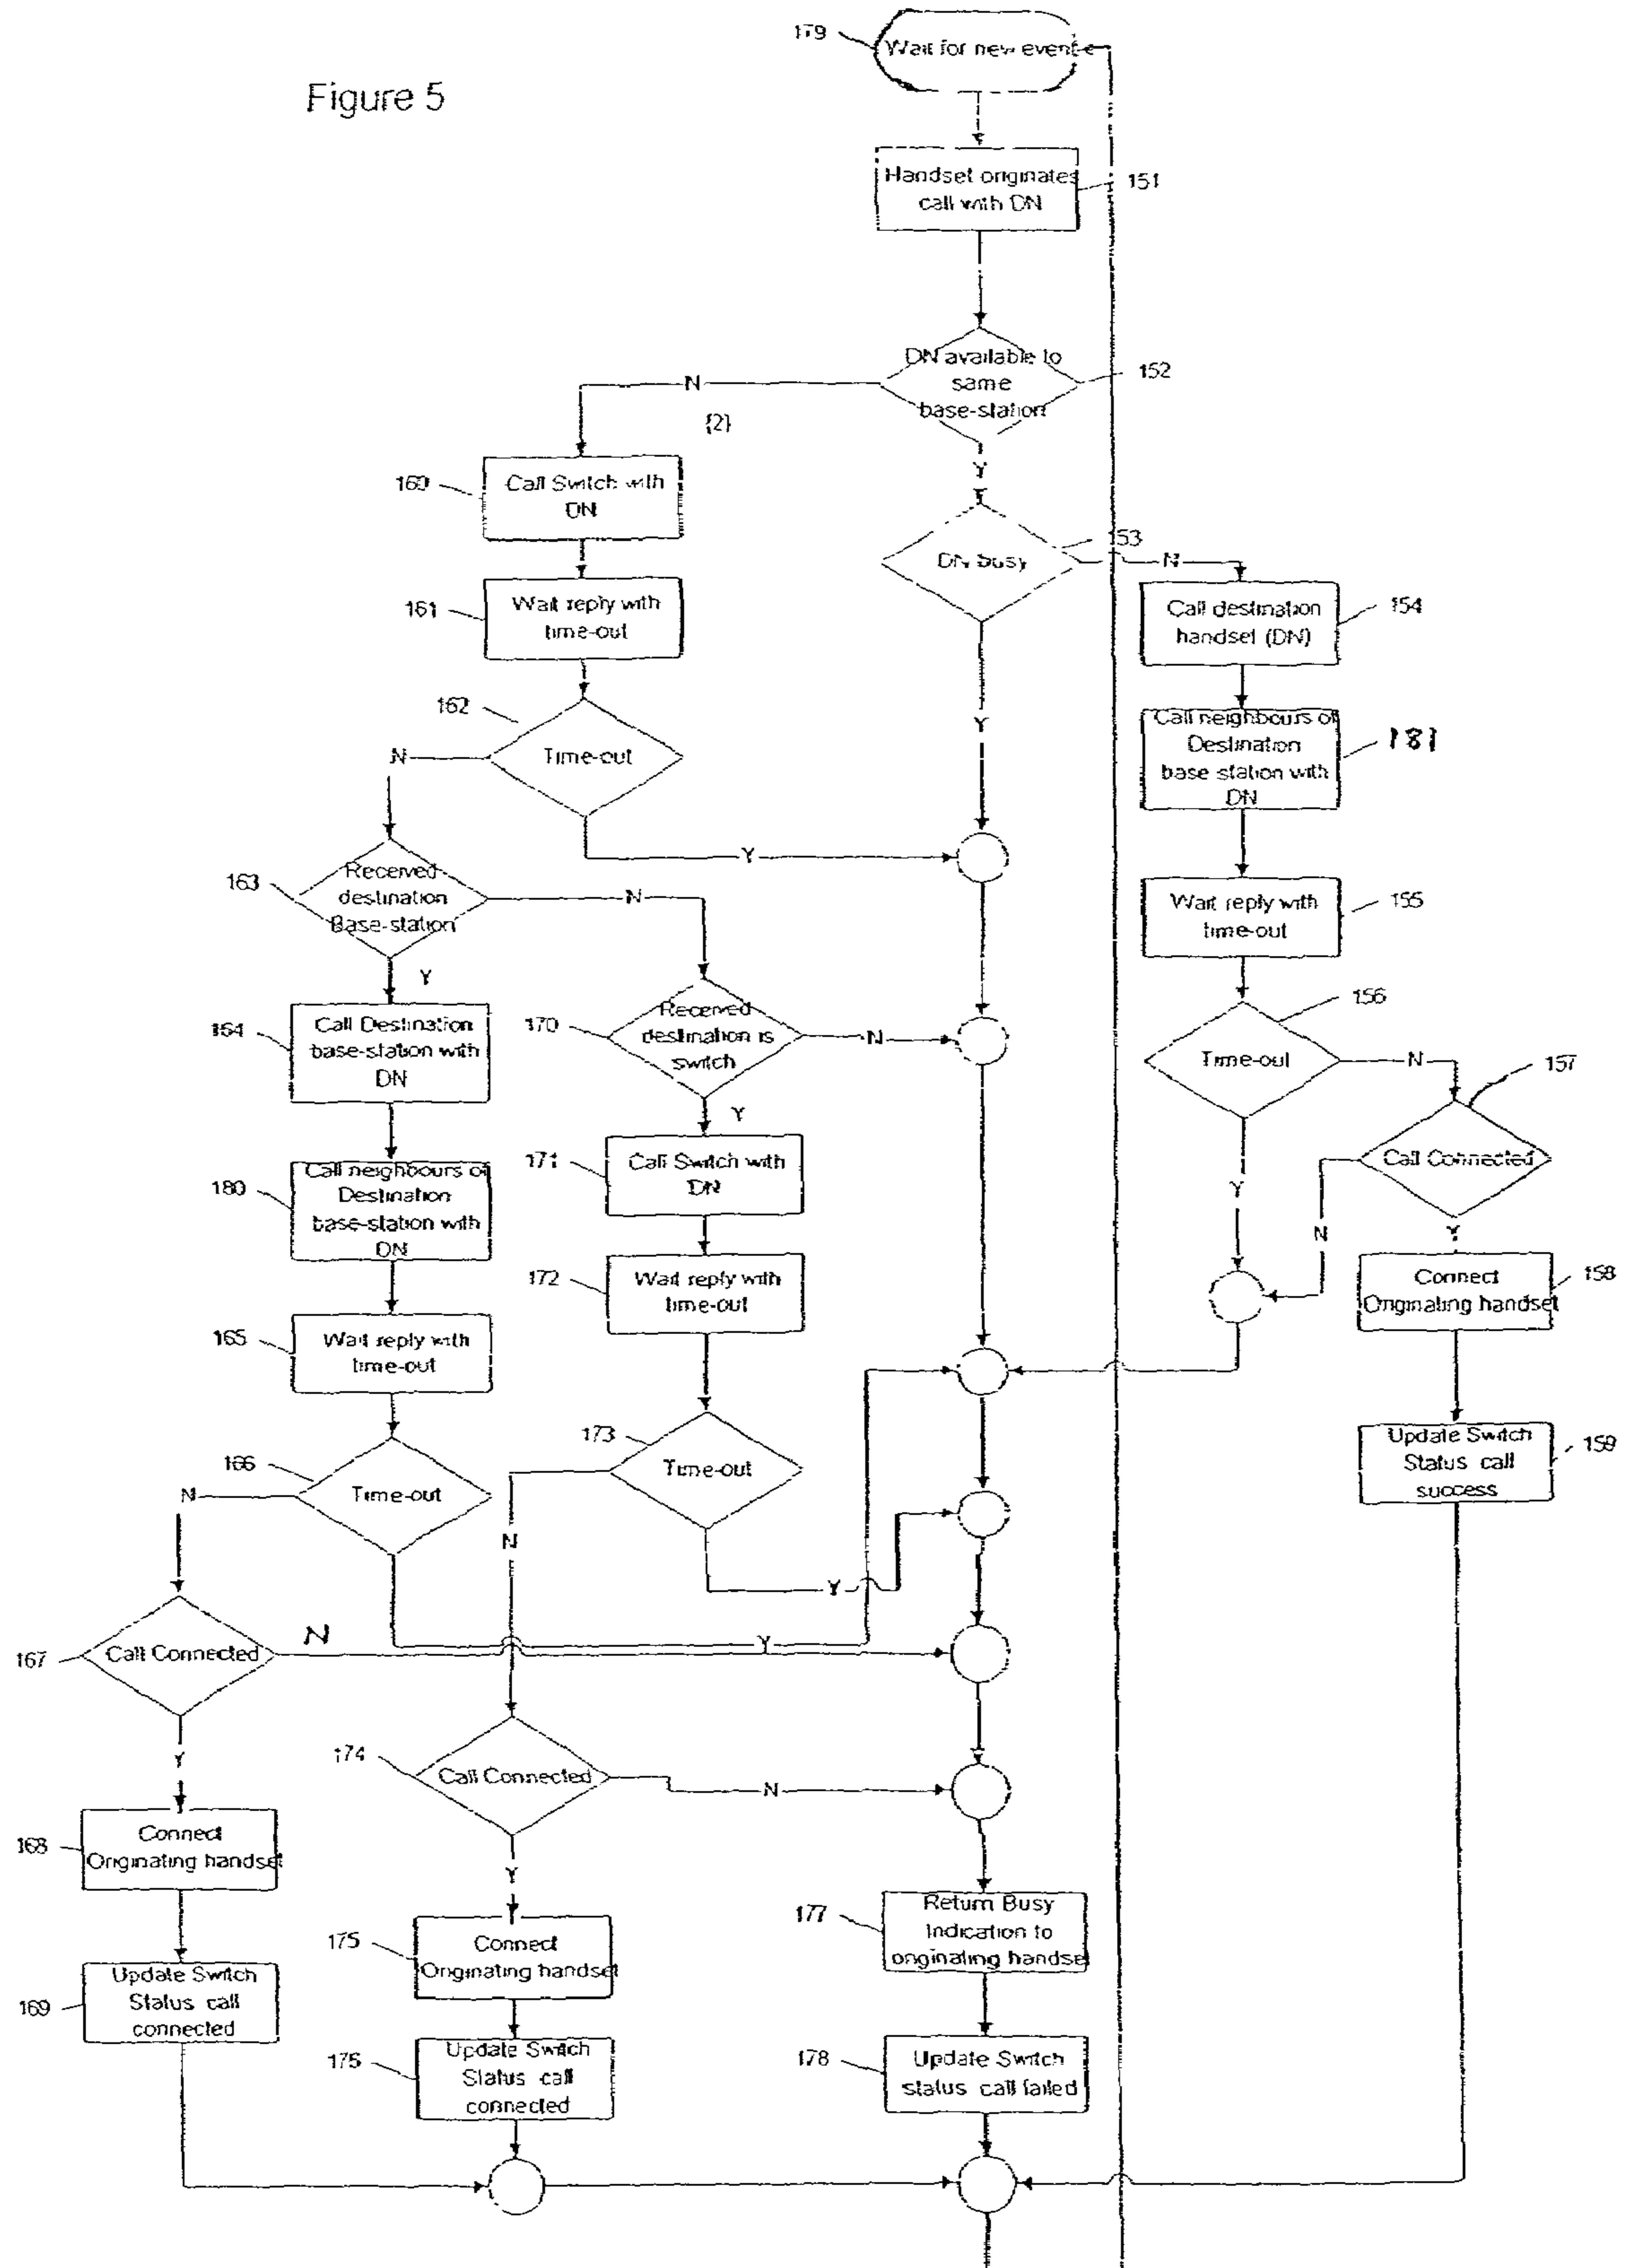 Figure 5
179
Wait for new event
Handset originates
call with DN
151
DN available to
same
base-station
152
N
{2}
Y
160
Call Switch with
DN
DN busy
153
N
161
Wait reply with
time-out
Call destination
handset (DN)
154
162
Time-out
N
Y
Y
Call neighbours of
Destination
base station with
DN
181
163
Received
destination
Base-station
N
Y
Wait reply with
time-out
155
164
Call Destination
base-station with
DN
170
Received
destination is
switch
N
Y
156
Time-out
N
157
Call Connected
Y
N
Y
180
Call neighbours of
Destination
base-station with
DN
171
Call Switch with
DN
172
Wait reply with
time-out
Connect
Originating handset
158
165
Wait reply with
time-out
Update Switch
Status call
success
159
166
Time-out
N
173
Time-out
N
Y
Y
167
Call Connected
N
Y
174
Call Connected
N
Y
168
Connect
Originating handset
175
Connect
Originating handset
177
Return Busy
Indication to
originating handse
169
Update Switch
Status call
connected
176
Update Switch
Status call
connected
178
Update Switch
status call failed